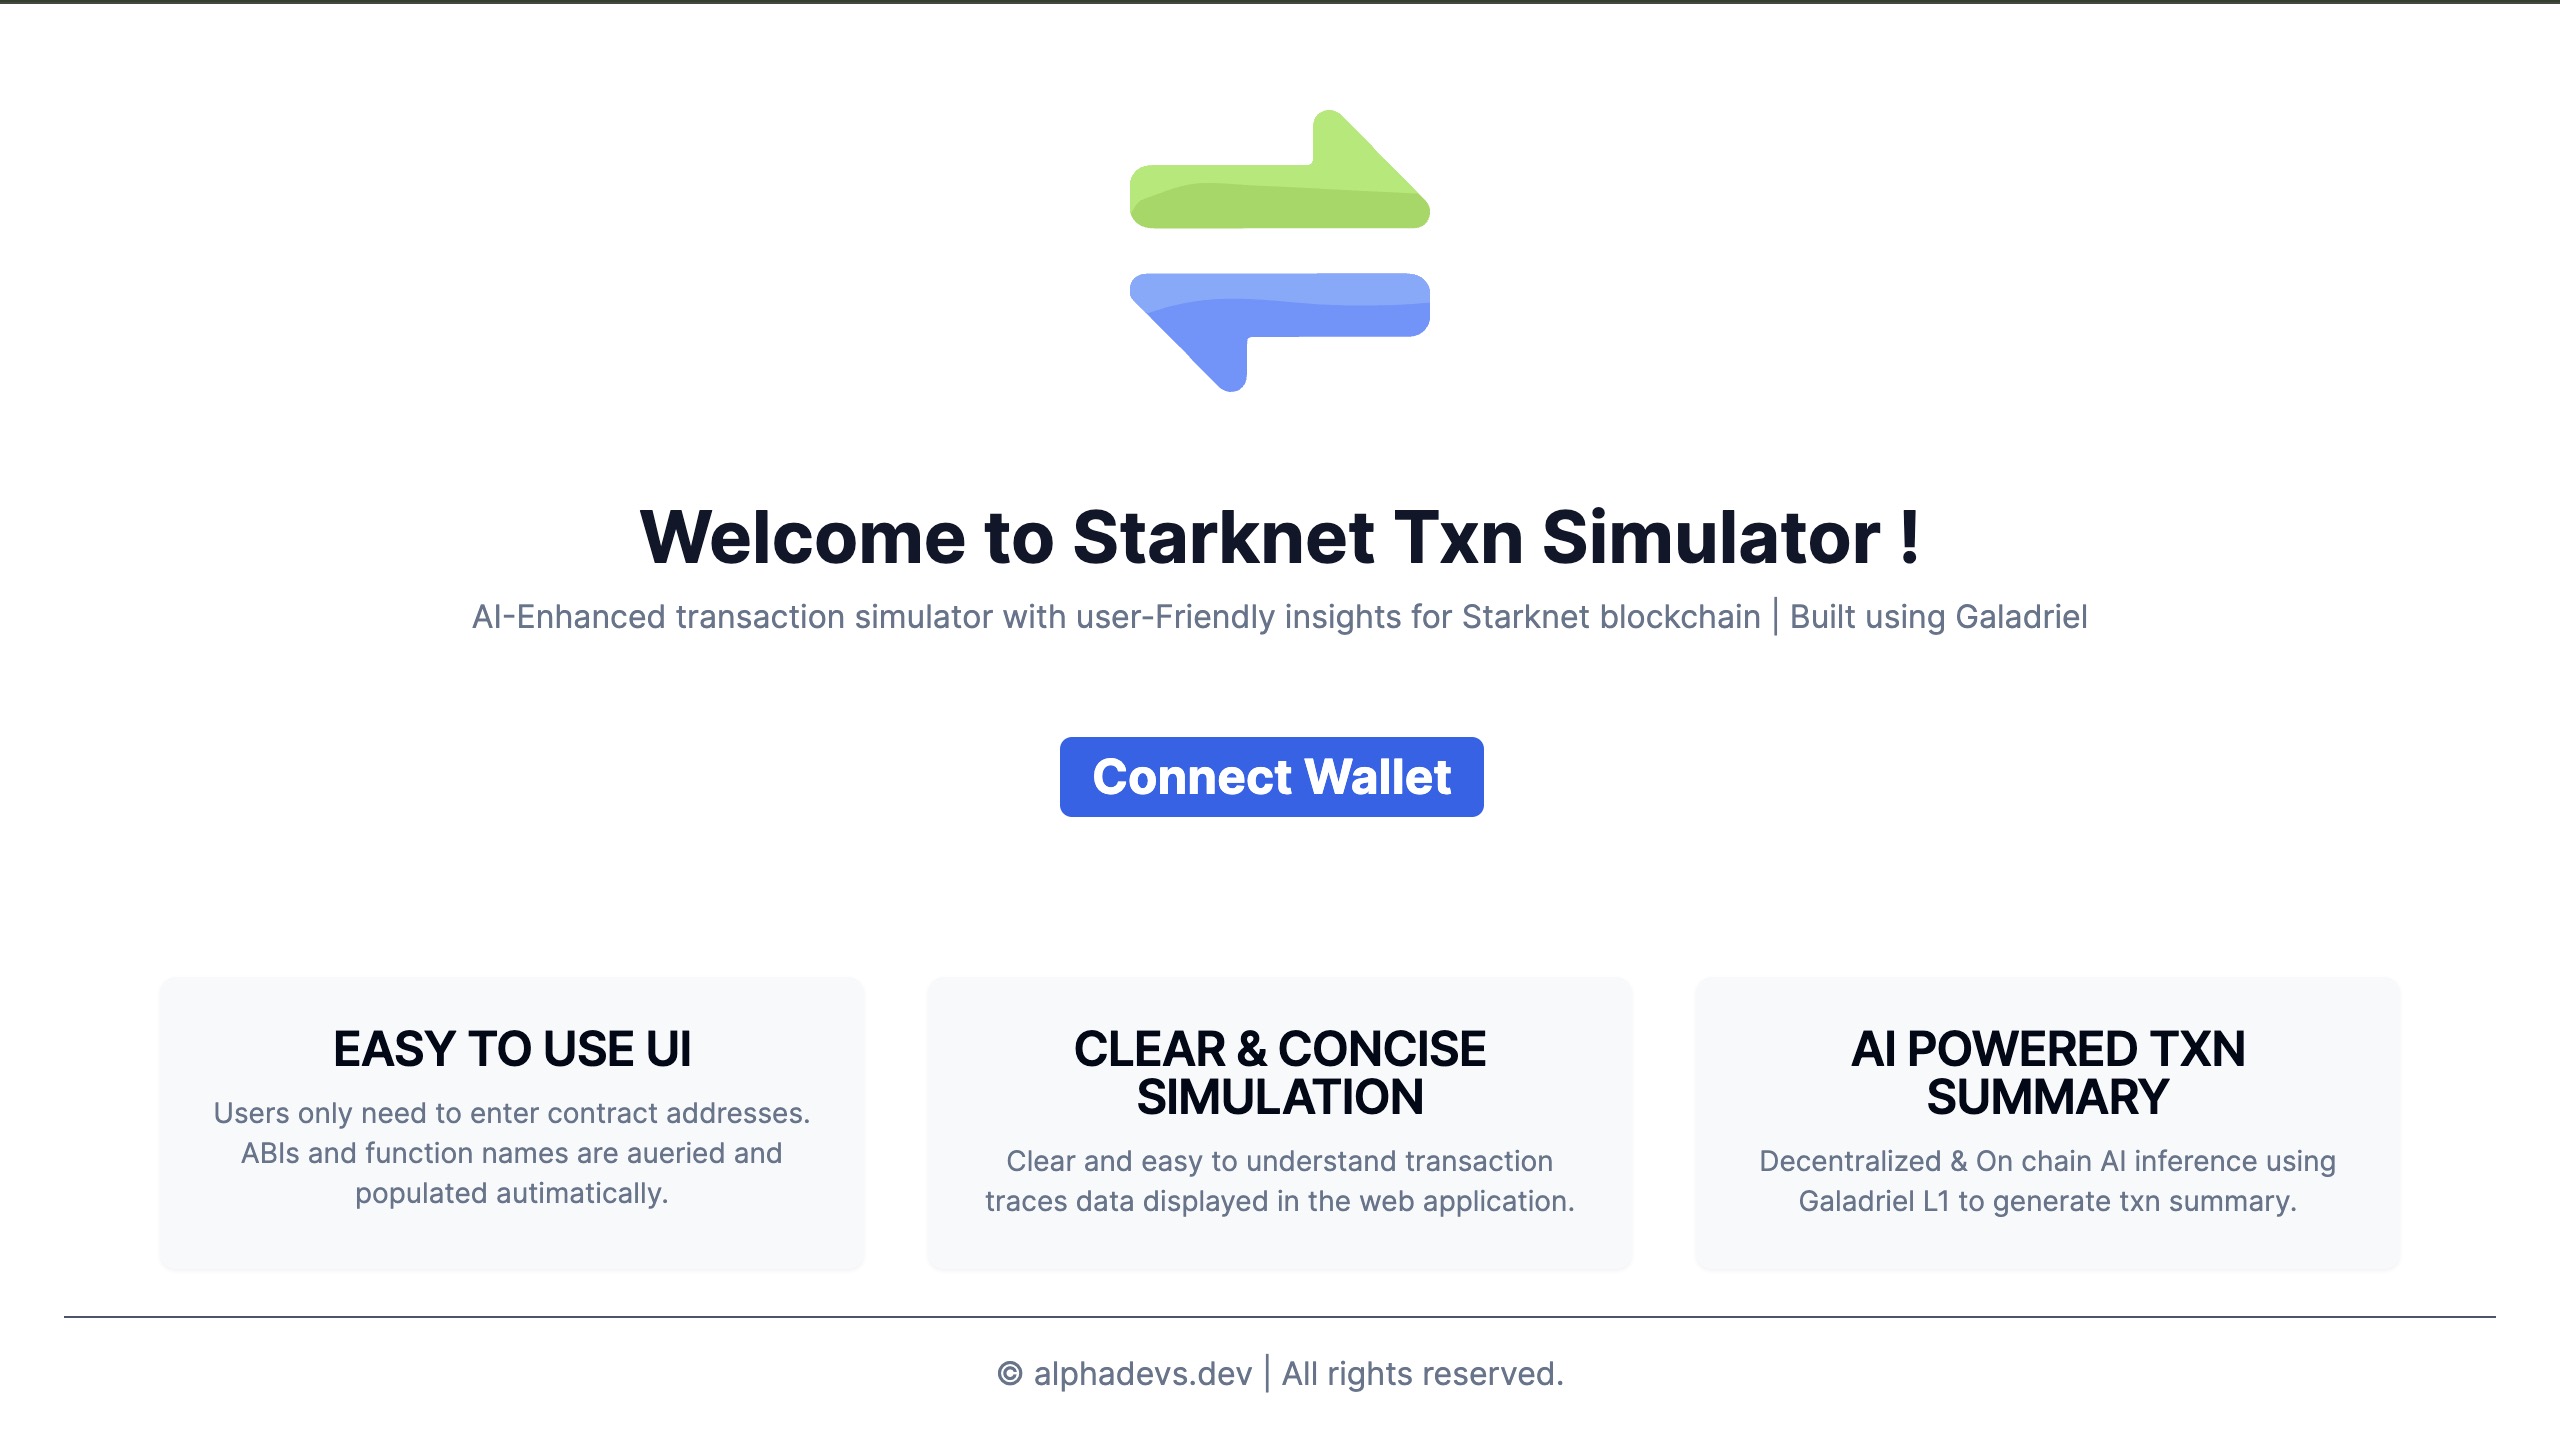 Welcome to Starknet Txn Simulator !
AI-Enhanced transaction simulator with user-Friendly insights for Starknet blockchain | Built using Galadriel
Connect Wallet
EASY TO USE UI
Users only need to enter contract addresses.
ABIs and function names are aueried and
populated autimatically.
CLEAR & CONCISE
SIMULATION
Clear and easy to understand transaction
traces data displayed in the web application.
AI POWERED TXN
SUMMARY
Decentralized & On chain AI inference using
Galadriel L1 to generate txn summary.
© alphadevs.dev | All rights reserved.